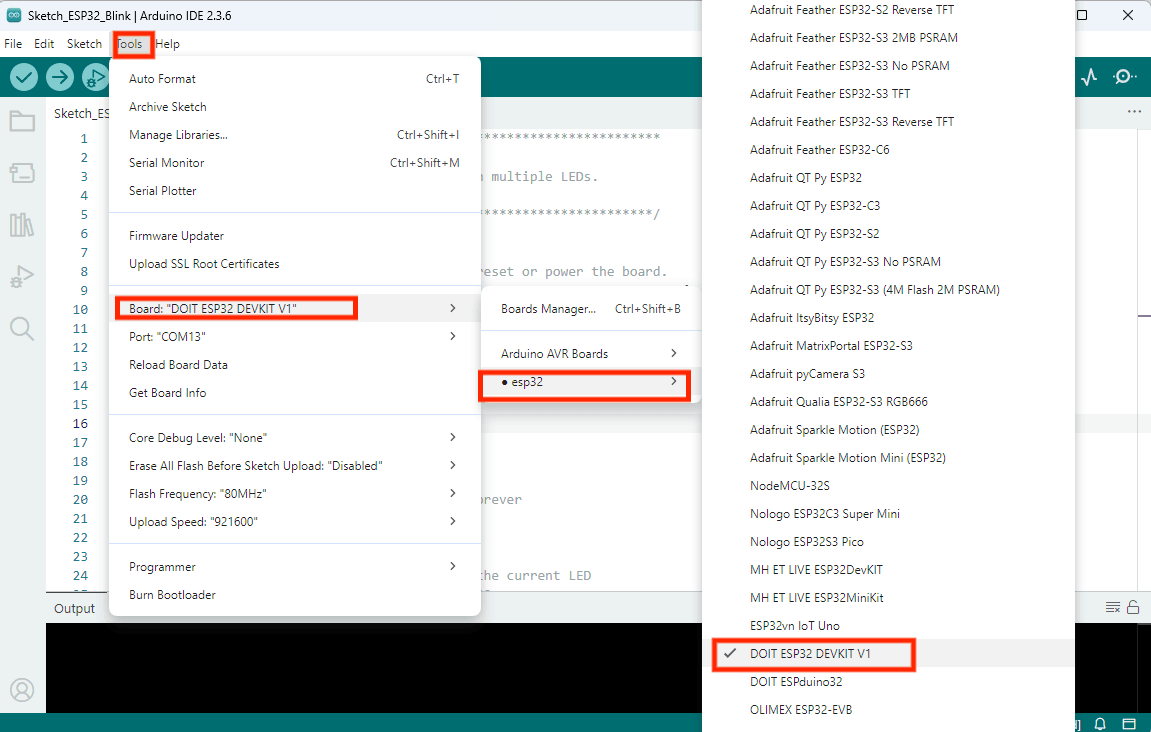 Sketch_ESP32_Blink | Arduino IDE 2.3.6
File Edit Sketch Tools Help
Sketch_ES
1
2
3
4
5
6
7
8
9
10
11
12
13
14
15
16
17
18
19
20
21
22
23
24
multiple LEDs.
reset or power the board.
the current LED
Output
Auto Format Ctrl+T
Archive Sketch
Manage Libraries... Ctrl+Shift+I
Serial Monitor Ctrl+Shift+M
Serial Plotter
Firmware Updater
Upload SSL Root Certificates
Board: "DOIT ESP32 DEVKIT V1"
Port: "COM13"
Reload Board Data
Get Board Info
Core Debug Level: "None"
Erase All Flash Before Sketch Upload: "Disabled"
Flash Frequency: "80MHz"
Upload Speed: "921600"
Programmer
Burn Bootloader
Boards Manager... Ctrl+Shift+B
Arduino AVR Boards
● esp32
Adafruit Feather ESP32-S2 Reverse TFT
Adafruit Feather ESP32-S3 2MB PSRAM
Adafruit Feather ESP32-S3 No PSRAM
Adafruit Feather ESP32-S3 TFT
Adafruit Feather ESP32-S3 Reverse TFT
Adafruit Feather ESP32-C6
Adafruit QT Py ESP32
Adafruit QT Py ESP32-C3
Adafruit QT Py ESP32-S2
Adafruit QT Py ESP32-S3 No PSRAM
Adafruit QT Py ESP32-S3 (4M Flash 2M PSRAM)
Adafruit ItsyBitsy ESP32
Adafruit MatrixPortal ESP32-S3
Adafruit pyCamera S3
Adafruit Qualia ESP32-S3 RGB666
Adafruit Sparkle Motion (ESP32)
Adafruit Sparkle Motion Mini (ESP32)
NodeMCU-32S
Nologo ESP32C3 Super Mini
Nologo ESP32S3 Pico
MH ET LIVE ESP32DevKIT
MH ET LIVE ESP32MiniKit
ESP32vn IoT Uno
DOIT ESP32 DEVKIT V1
DOIT ESPduino32
OLIMEX ESP32-EVB